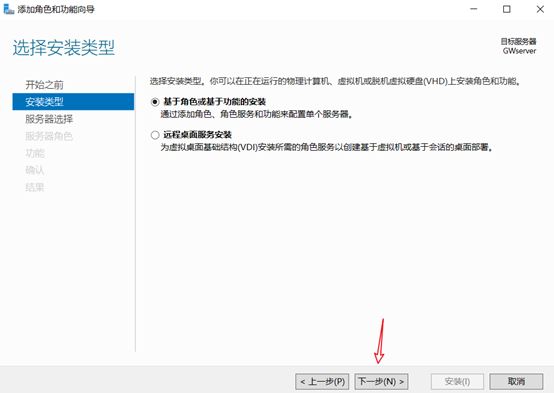 添加角色和功能向导
选择安装类型
目标服务器
GWserver
开始之前
安装类型
服务器选择
服务器角色
功能
确认
结果
选择安装类型。你可以在正在运行的物理计算机、虚拟机或脱机虚拟硬盘(VHD)上安装角色和功能。
基于角色或基于功能的安装
通过添加角色、角色服务和功能来配置单个服务器。
远程桌面服务安装
为虚拟桌面基础结构(VDI)安装所需的角色服务以创建基于虚拟机或基于会话的桌面部署。
< 上一步(P)
下一步(N) >
安装(I)
取消